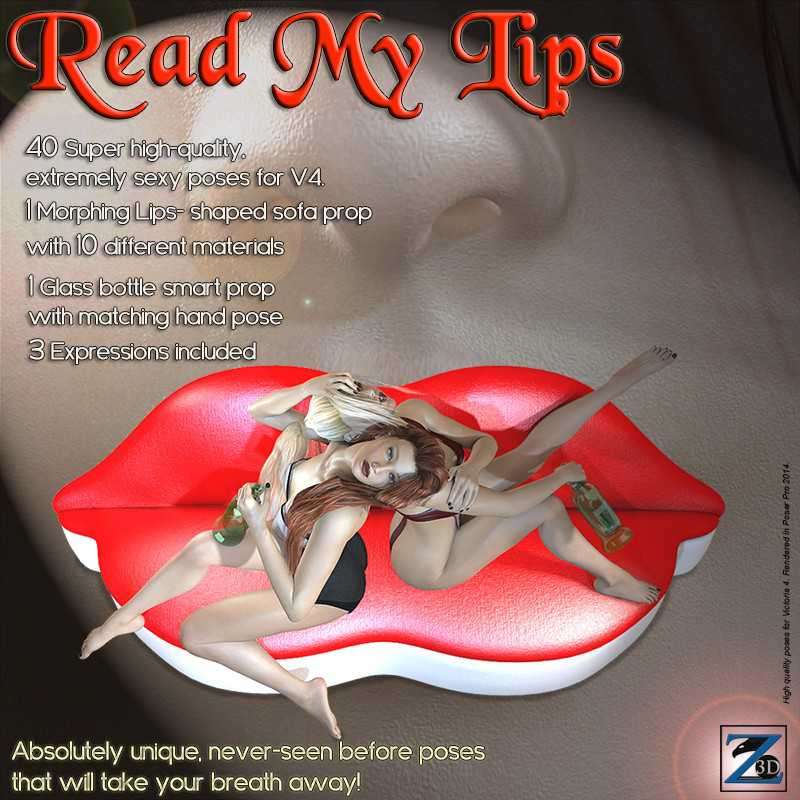 Read My Lips
40 Super high-quality,
extremely sexy poses for V4.
1 Morphing Lips- shaped sofa prop
with 10 different materials
1 Glass bottle smart prop
with matching hand pose
3 Expressions included
High quality poses for Victoria 4. Rendered in Poser Pro 2014.
Absolutely unique, never-seen before poses
that will take your breath away!
Z 3D